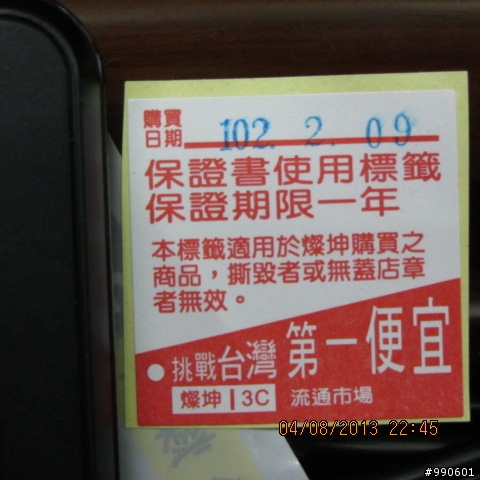 購買
日期 102. 2. 09
保證書使用標籤
保證期限一年
本標籤適用於燦坤購買之
商品，撕毀者或無蓋店章
者無效。
●挑戰台灣第一便宜
燦坤 3C 流通市場
04/08/2013 22:45
#990601